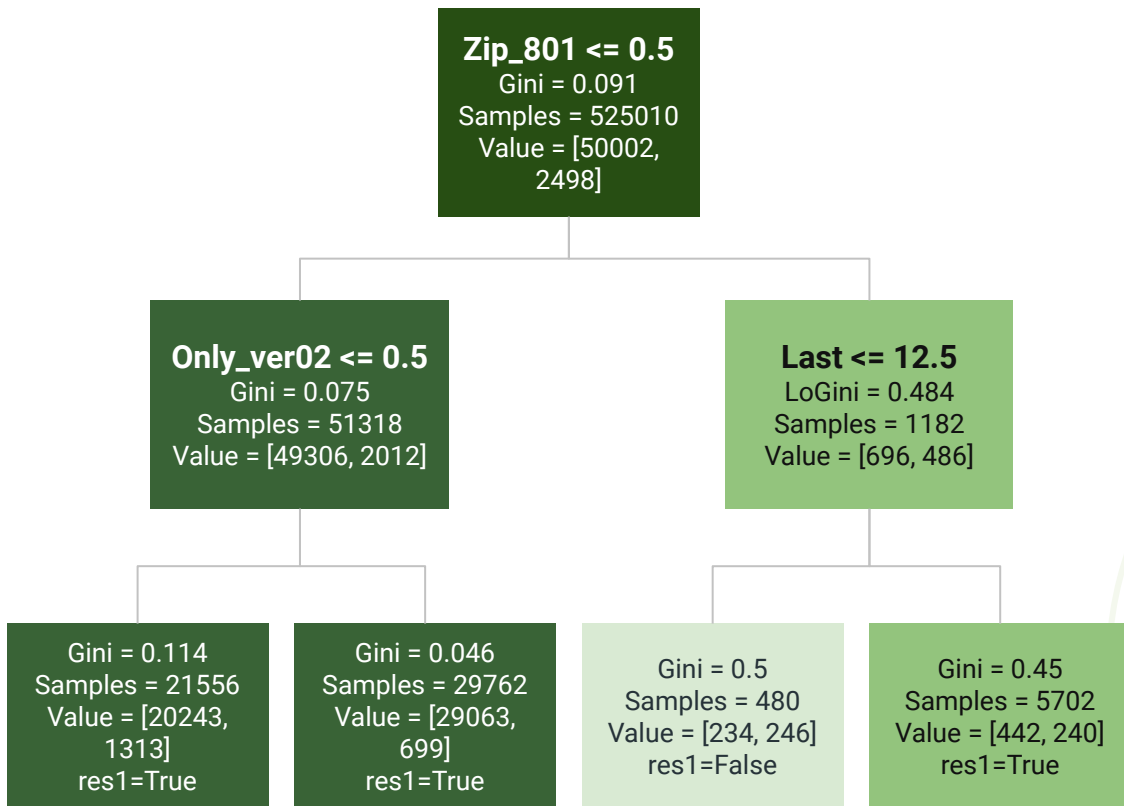 Zip_801 <= 0.5
Gini = 0.091
Samples = 525010
Value = [50002,
2498]
Only_ver02 <= 0.5
Gini = 0.075
Samples = 51318
Value = [49306, 2012]
Last <= 12.5
LoGini = 0.484
Samples = 1182
Value = [696, 486]
Gini = 0.114
Samples = 21556
Value = [20243,
1313]
res1=True
Gini = 0.046
Samples = 29762
Value = [29063,
699]
res1=True
Gini = 0.5
Samples = 480
Value = [234, 246]
res1=False
Gini = 0.45
Samples = 5702
Value = [442, 240]
res1=True